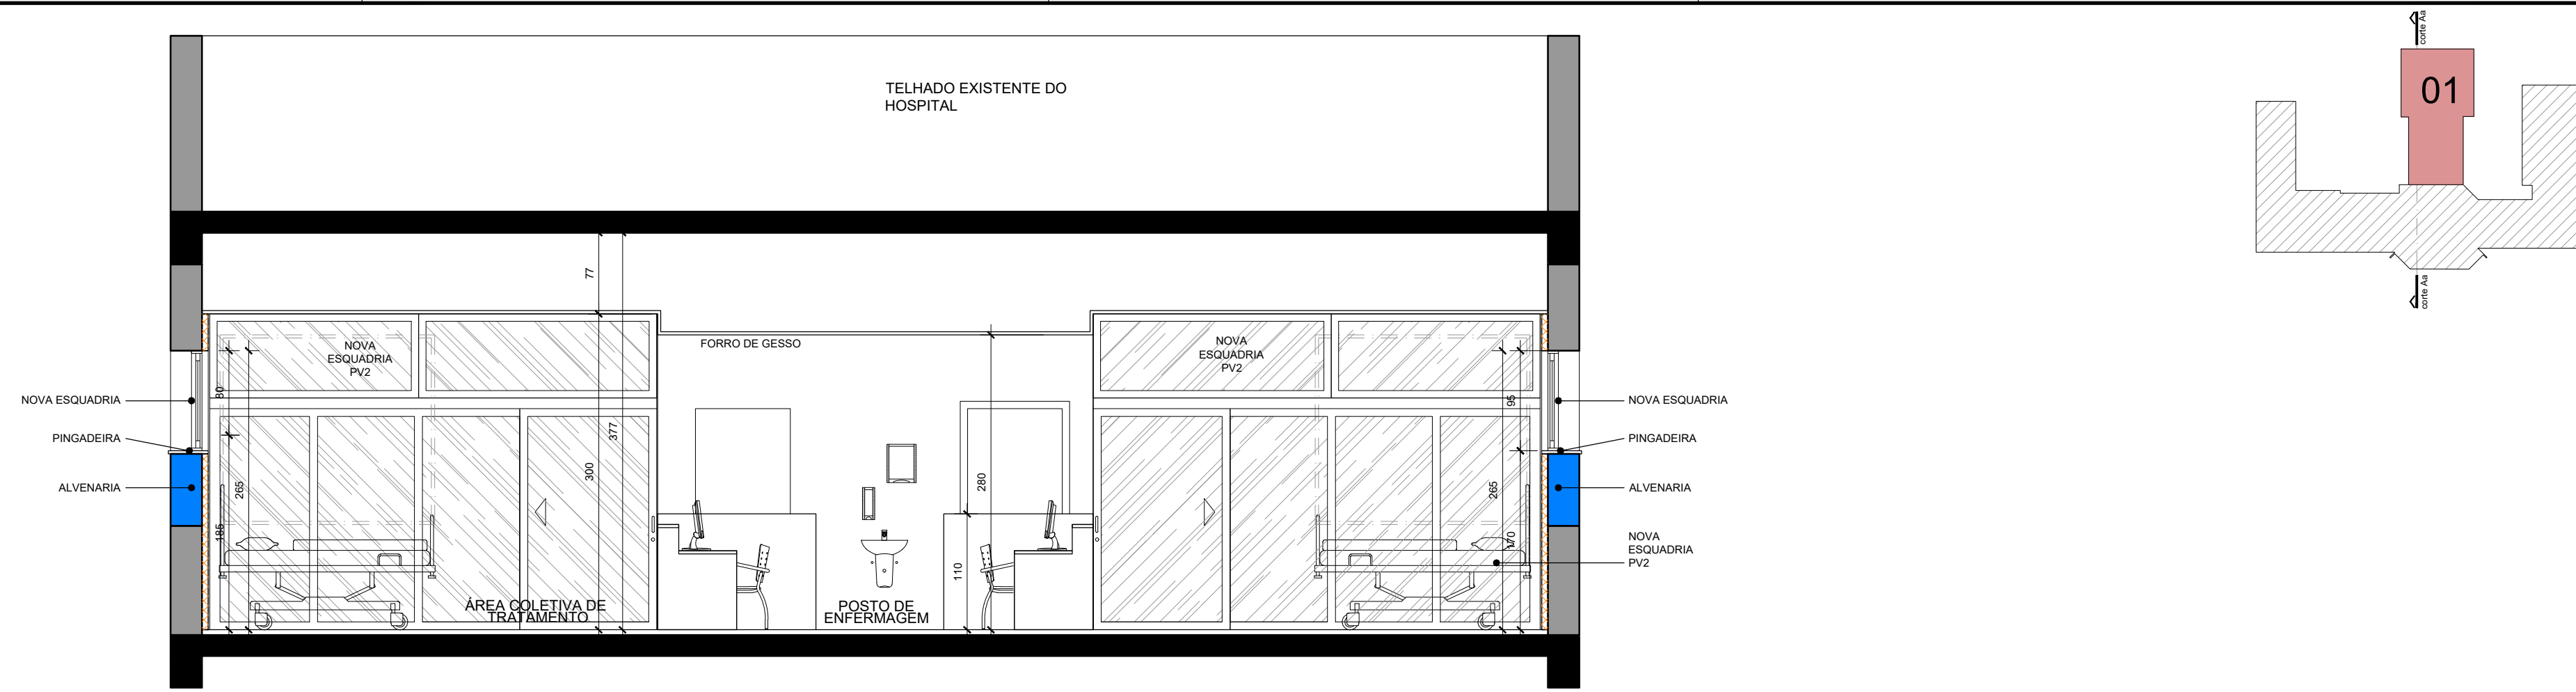 corte Aa
01
TELHADO EXISTENTE DO
HOSPITAL
corte Aa
77
FORRO DE GESSO
NOVA
ESQUADRIA
PV2
NOVA
ESQUADRIA
PV2
80
95
NOVA ESQUADRIA
NOVA ESQUADRIA
377
PINGADEIRA
PINGADEIRA
300
280
265
265
ALVENARIA
ALVENARIA
185
170
110
NOVA
ESQUADRIA
PV2
ÁREA COLETIVA DE
TRATAMENTO
POSTO DE
ENFERMAGEM